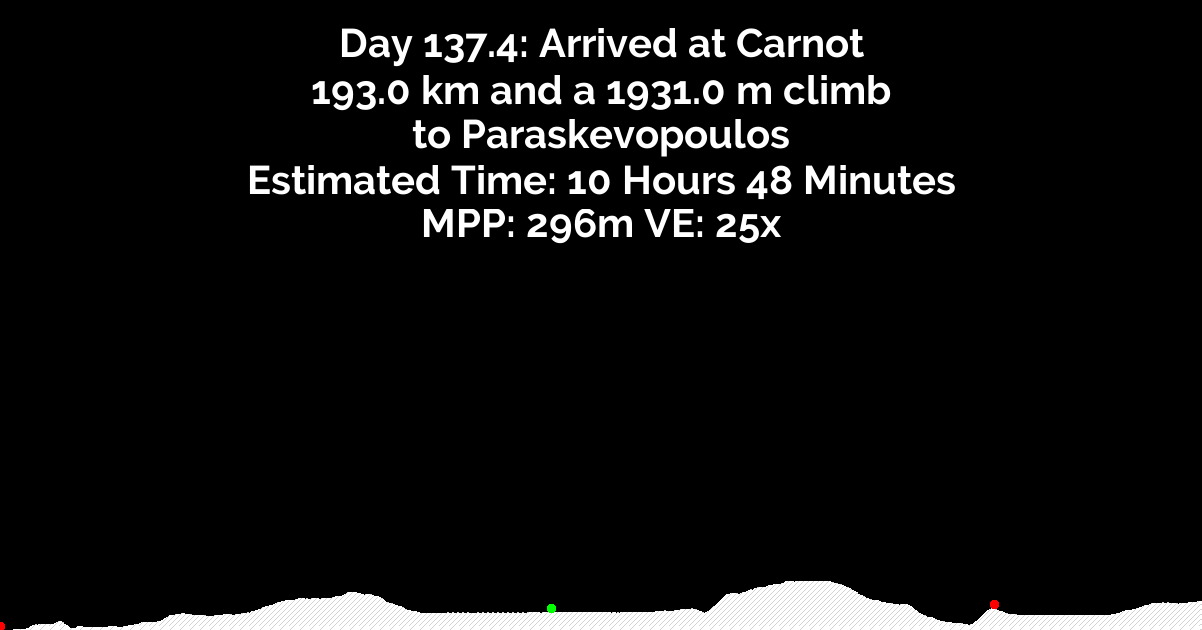 Day 137.4: Arrived at Carnot
193.0 km and a 1931.0 m climb
to Paraskevopoulos
Estimated Time: 10 Hours 48 Minutes
MPP: 296m VE: 25x